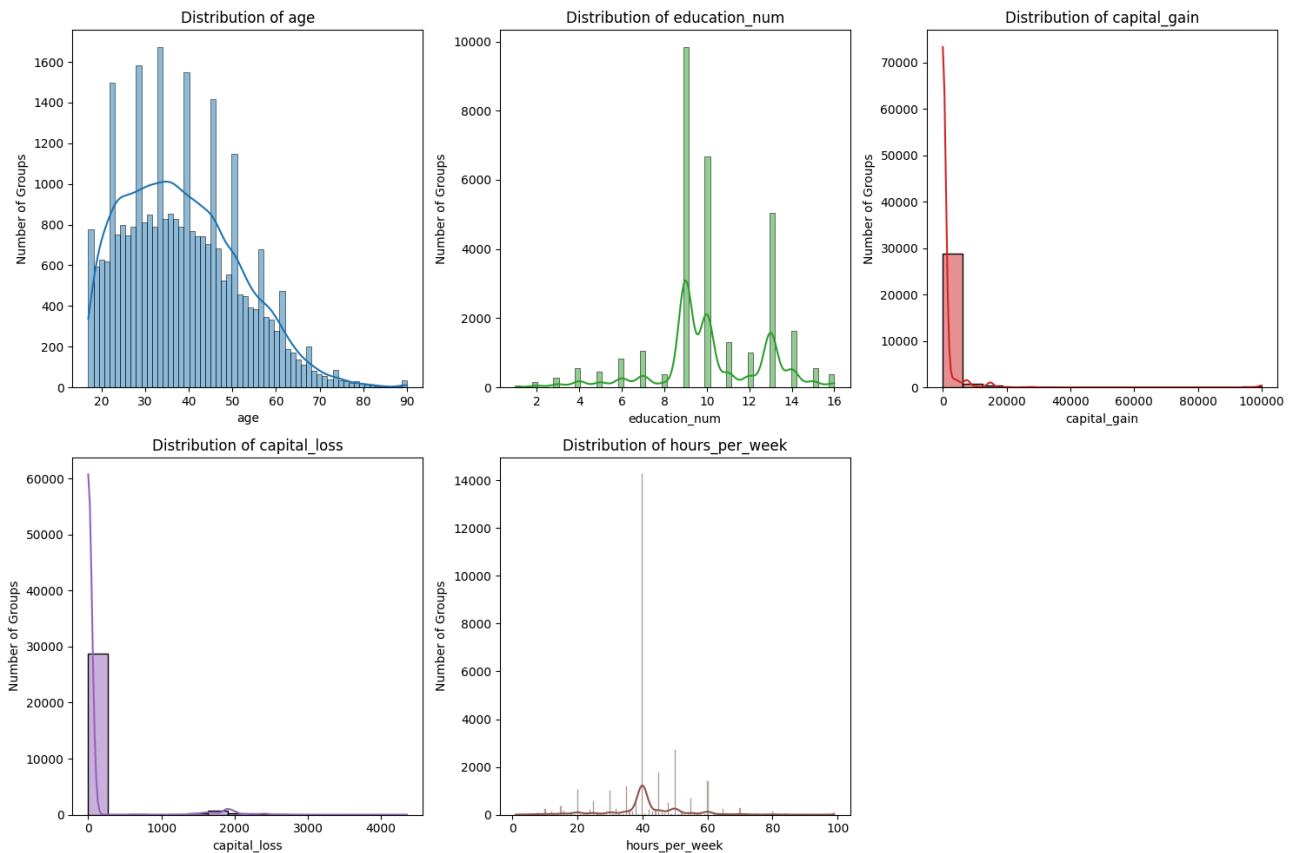 Distribution of age
Number of Groups
1600
1400
1200
1000
800
600
400
200
0
20 30 40 50 60 70 80 90
age
Distribution of education_num
Number of Groups
10000
8000
6000
4000
2000
0
2 4 6 8 10 12 14 16
education_num
Distribution of capital_gain
Number of Groups
70000
60000
50000
40000
30000
20000
10000
0
0 20000 40000 60000 80000 100000
capital_gain
Distribution of capital_loss
Number of Groups
60000
50000
40000
30000
20000
10000
0
0 1000 2000 3000 4000
capital_loss
Distribution of hours_per_week
Number of Groups
14000
12000
10000
8000
6000
4000
2000
0
0 20 40 60 80 100
hours_per_week